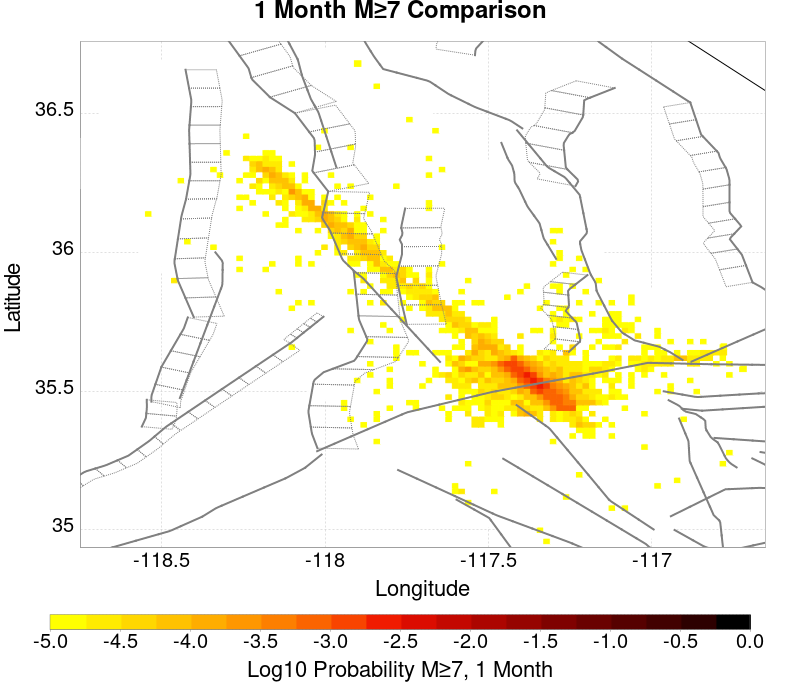 1 Month M≥7 Comparison
36.5
36
35.5
35
Latitude
-118.5 -118 -117.5 -117
Longitude
-5.0 -4.5 -4.0 -3.5 -3.0 -2.5 -2.0 -1.5 -1.0 -0.5 0.0
Log10 Probability M≥7, 1 Month